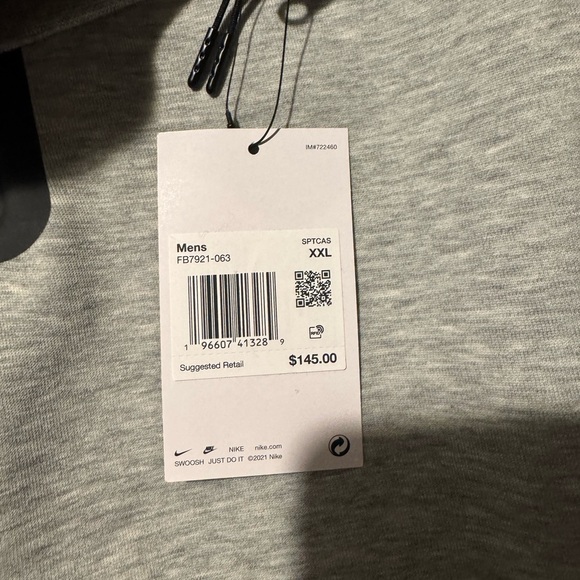 IM#722460
Mens SPTCAS
FB7921-063 XXL
RFID
1 96607 41328 9
Suggested Retail $145.00
NIKE nike.com
SWOOSH JUST DO IT ©2021 Nike